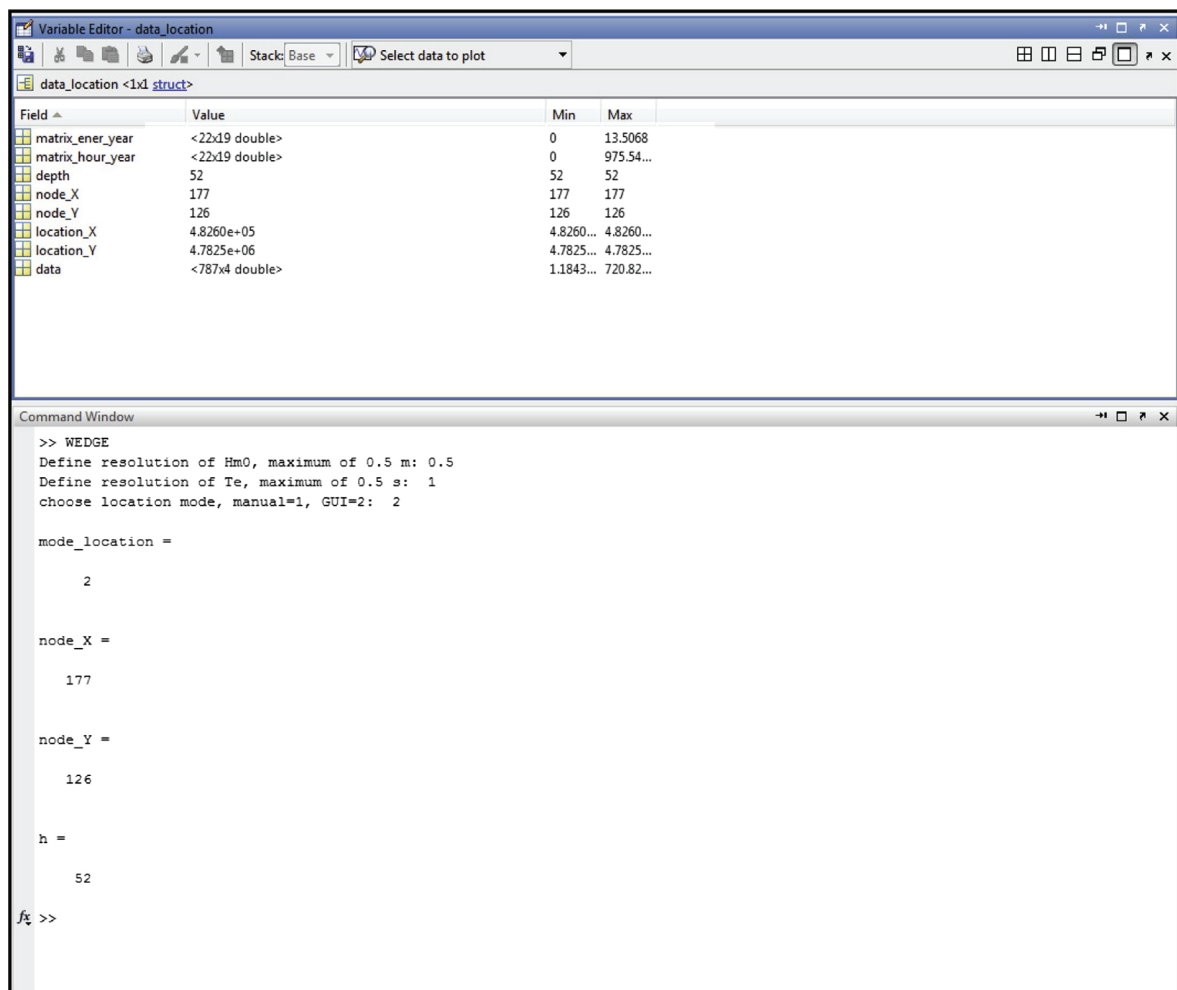 Variable Editor - data_location
Stack: Base Select data to plot
data_location <1x1 struct>
Field Value Min Max
matrix_ener_year <22x19 double> 0 13.5068
matrix_hour_year <22x19 double> 0 975.54...
depth 52 52 52
node_X 177 177 177
node_Y 126 126 126
location_X 4.8260e+05 4.8260... 4.8260...
location_Y 4.7825e+06 4.7825... 4.7825...
data <787x4 double> 1.1843... 720.82...
Command Window
>> WEDGE
Define resolution of Hm0, maximum of 0.5 m: 0.5
Define resolution of Te, maximum of 0.5 s: 1
choose location mode, manual=1, GUI=2: 2
mode_location =
2
node_X =
177
node_Y =
126
h =
52
fx >>